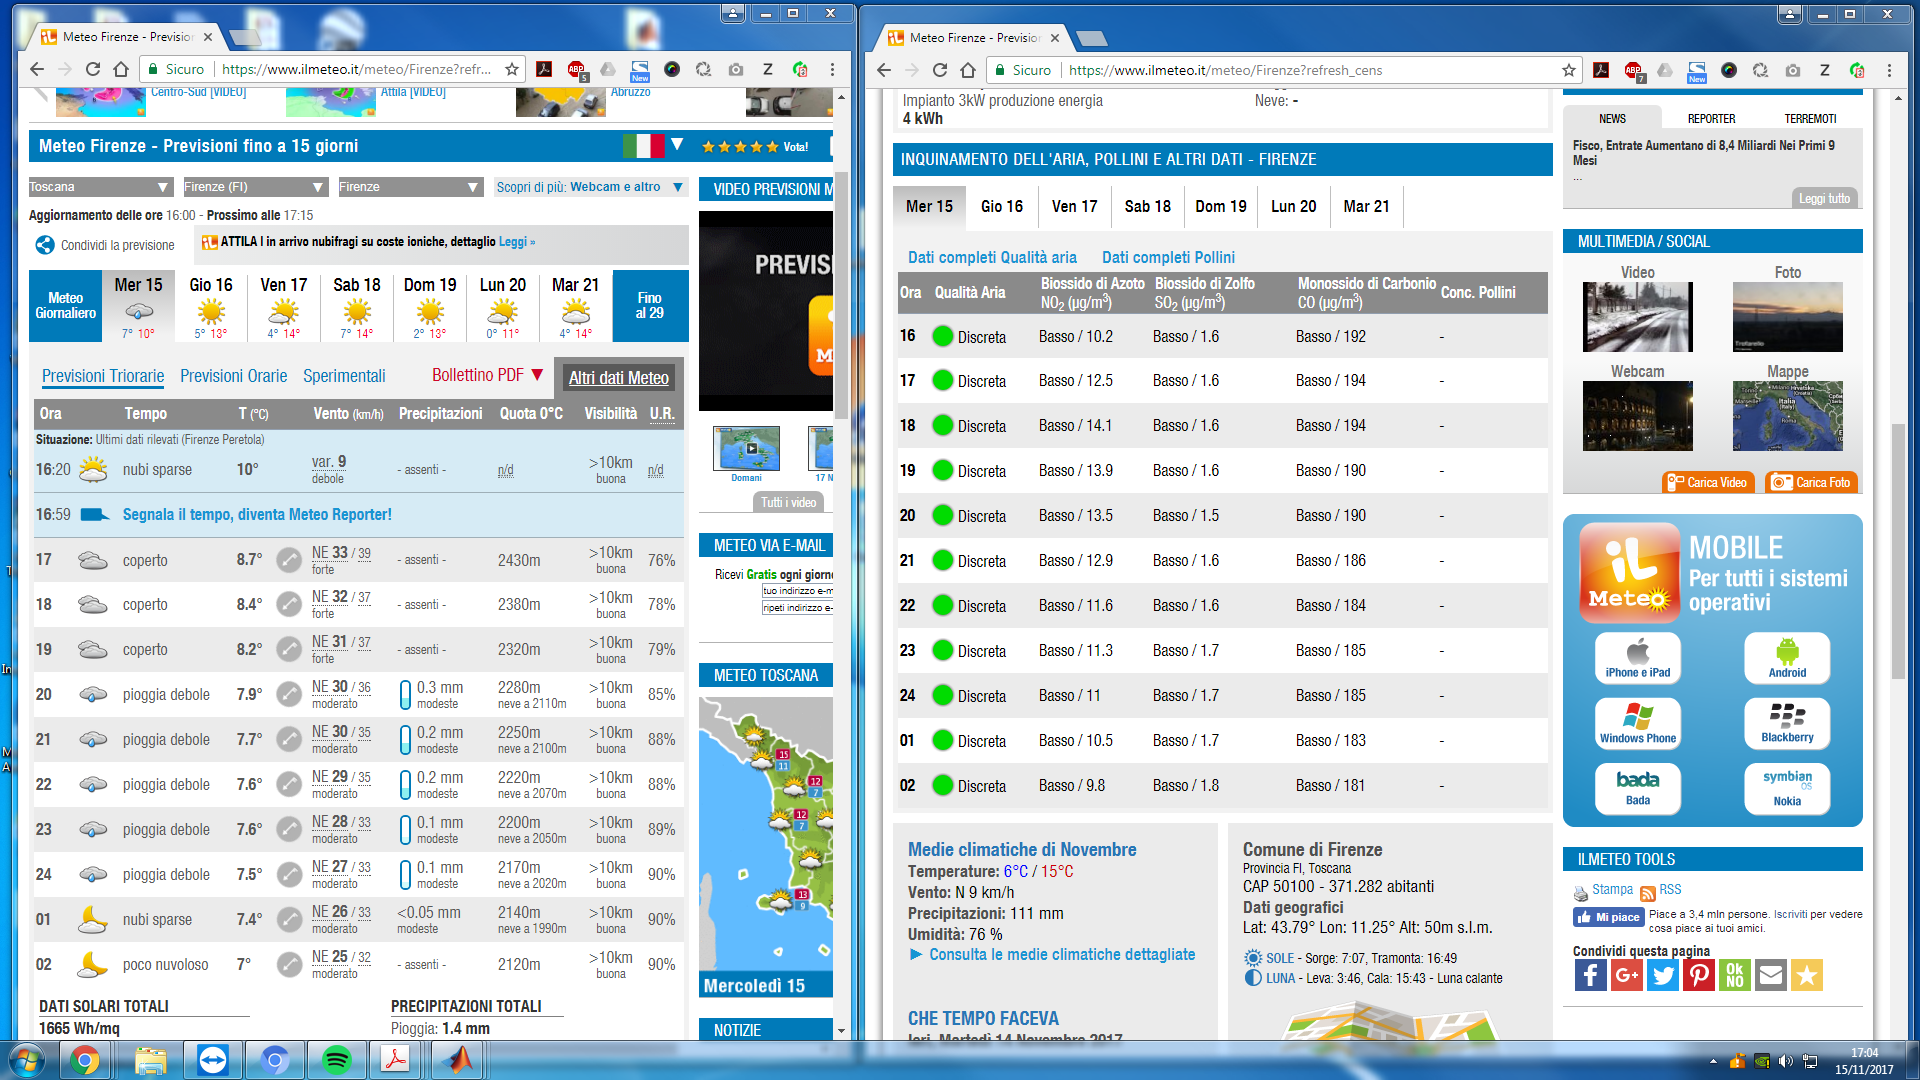 Meteo Firenze - Previsio
Sicuro
https://www.ilmeteo.it/meteo/Firenze?refr...
Centro-Sud [VIDEO]
Attila [VIDEO]
Abruzzo
Meteo Firenze - Previsioni fino a 15 giorni
Vota!
Toscana
Firenze (FI)
Firenze
Scopri di più: Webcam e altro
Aggiornamento delle ore 16:00 - Prossimo alle 17:15
Condividi la previsione
ATTILA I in arrivo nubifragi su coste ioniche, dettaglio Leggi »
Meteo Giornaliero
Mer 15 7° 10°
Gio 16 5° 13°
Ven 17 4° 14°
Sab 18 7° 14°
Dom 19 2° 13°
Lun 20 0° 11°
Mar 21 4° 14°
Fino al 29
Previsioni Triorarie Previsioni Orarie Sperimentali Bollettino PDF Altri dati Meteo
Ora Tempo T (°C) Vento (km/h) Precipitazioni Quota 0°C Visibilità U.R.
Situazione: Ultimi dati rilevati (Firenze Peretola)
16:20 nubi sparse 10° var. 9 debole - assenti - n/d >10km buona n/d
16:59 Segnala il tempo, diventa Meteo Reporter!
17 coperto 8.7° NE 33 / 39 forte - assenti - 2430m >10km buona 76%
18 coperto 8.4° NE 32 / 37 forte - assenti - 2380m >10km buona 78%
19 coperto 8.2° NE 31 / 37 forte - assenti - 2320m >10km buona 79%
20 pioggia debole 7.9° NE 30 / 36 moderato 0.3 mm modeste 2280m neve a 2110m >10km buona 85%
21 pioggia debole 7.7° NE 30 / 35 moderato 0.2 mm modeste 2250m neve a 2100m >10km buona 88%
22 pioggia debole 7.6° NE 29 / 35 moderato 0.2 mm modeste 2220m neve a 2070m >10km buona 88%
23 pioggia debole 7.6° NE 28 / 33 moderato 0.1 mm modeste 2200m neve a 2050m >10km buona 89%
24 pioggia debole 7.5° NE 27 / 33 moderato 0.1 mm modeste 2170m neve a 2020m >10km buona 90%
01 nubi sparse 7.4° NE 26 / 33 moderato <0.05 mm modeste 2140m neve a 1990m >10km buona 90%
02 poco nuvoloso 7° NE 25 / 32 moderato - assenti - 2120m >10km buona 90%
DATI SOLARI TOTALI
1665 Wh/mq
PRECIPITAZIONI TOTALI
Pioggia: 1.4 mm
VIDEO PREVISIONI M
PREVISI
Domani
17 N
Tutti i video
METEO VIA E-MAIL
Ricevi Gratis ogni giorno
tuo indirizzo e-m
ripeti indirizzo e-
METEO TOSCANA
15
11
12
7
12
7
13
9
Mercoledì 15
NOTIZIE
Meteo Firenze - Previsio
Sicuro
https://www.ilmeteo.it/meteo/Firenze?refresh_cens
Impianto 3kW produzione energia
4 kWh
Neve: -
INQUINAMENTO DELL'ARIA, POLLINI E ALTRI DATI - FIRENZE
Mer 15 Gio 16 Ven 17 Sab 18 Dom 19 Lun 20 Mar 21
Dati completi Qualità aria Dati completi Pollini
Ora Qualità Aria Biossido di Azoto NO2 (µg/m3) Biossido di Zolfo SO2 (µg/m3) Monossido di Carbonio CO (µg/m3) Conc. Pollini
16 Discreta Basso / 10.2 Basso / 1.6 Basso / 192 -
17 Discreta Basso / 12.5 Basso / 1.6 Basso / 194 -
18 Discreta Basso / 14.1 Basso / 1.6 Basso / 194 -
19 Discreta Basso / 13.9 Basso / 1.6 Basso / 190 -
20 Discreta Basso / 13.5 Basso / 1.5 Basso / 190 -
21 Discreta Basso / 12.9 Basso / 1.6 Basso / 186 -
22 Discreta Basso / 11.6 Basso / 1.6 Basso / 184 -
23 Discreta Basso / 11.3 Basso / 1.7 Basso / 185 -
24 Discreta Basso / 11 Basso / 1.7 Basso / 185 -
01 Discreta Basso / 10.5 Basso / 1.7 Basso / 183 -
02 Discreta Basso / 9.8 Basso / 1.8 Basso / 181 -
Medie climatiche di Novembre
Temperature: 6°C / 15°C
Vento: N 9 km/h
Precipitazioni: 111 mm
Umidità: 76 %
Consulta le medie climatiche dettagliate
CHE TEMPO FACEVA
Ieri, Martedì 14 Novembre 2017
Comune di Firenze
Provincia FI, Toscana
CAP 50100 - 371.282 abitanti
Dati geografici
Lat: 43.79° Lon: 11.25° Alt: 50m s.l.m.
SOLE - Sorge: 7:07, Tramonta: 16:49
LUNA - Leva: 3:46, Cala: 15:43 - Luna calante
NEWS REPORTER TERREMOTI
Fisco, Entrate Aumentano di 8,4 Miliardi Nei Primi 9
Mesi
...
Leggi tutto
MULTIMEDIA / SOCIAL
Video Foto
Webcam Mappe
Italia
Carica Video Carica Foto
iL Meteo
MOBILE
Per tutti i sistemi
operativi
iPhone e iPad Android
Windows Phone Blackberry
bada Bada
symbian OS Nokia
ILMETEO TOOLS
Stampa RSS
Mi piace Piace a 3,4 mln persone. Iscriviti per vedere
cosa piace ai tuoi amici.
Condividi questa pagina
OK NO
17:04
15/11/2017